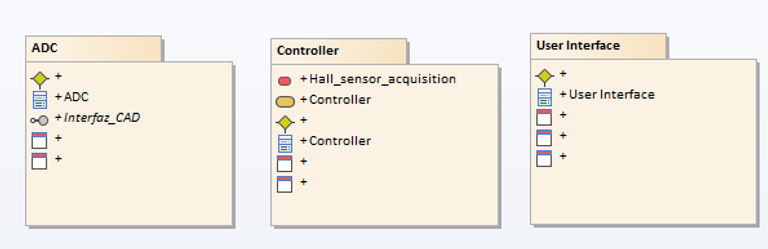 ADC
+
+ ADC
+ Interfaz_CAD
+
+
Controller
+ Hall_sensor_acquisition
+ Controller
+
+ Controller
+
+
User Interface
+
+ User Interface
+
+
+